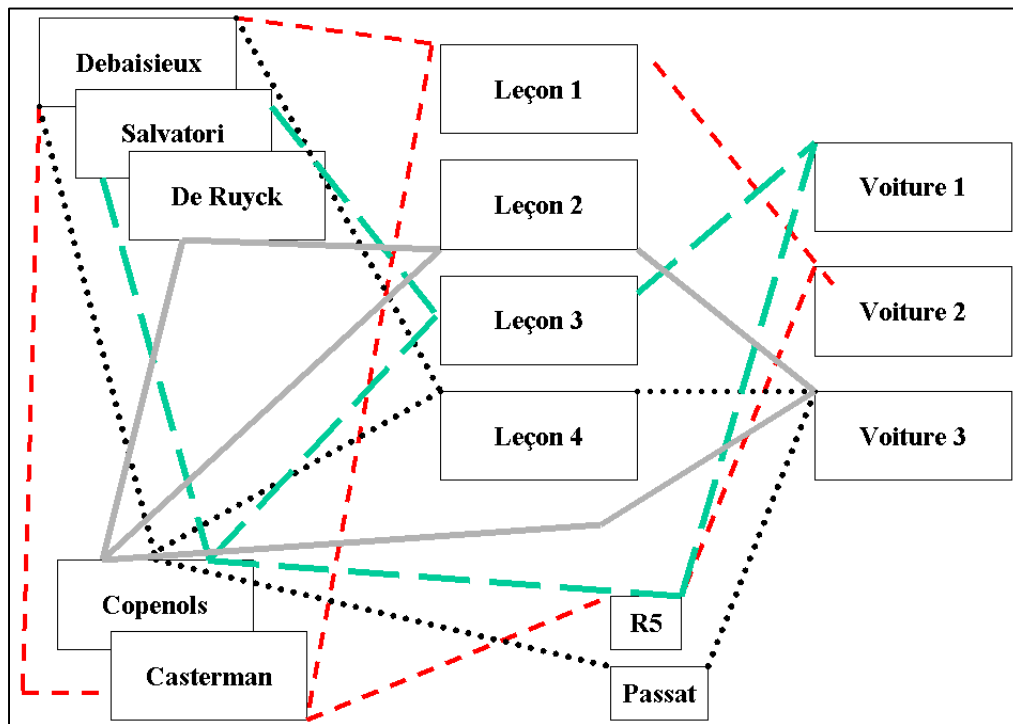 Debaisieux
Salvatori
De Ruyck
Leçon 1
Leçon 2
Leçon 3
Leçon 4
Voiture 1
Voiture 2
Voiture 3
Copenols
Casterman
R5
Passat